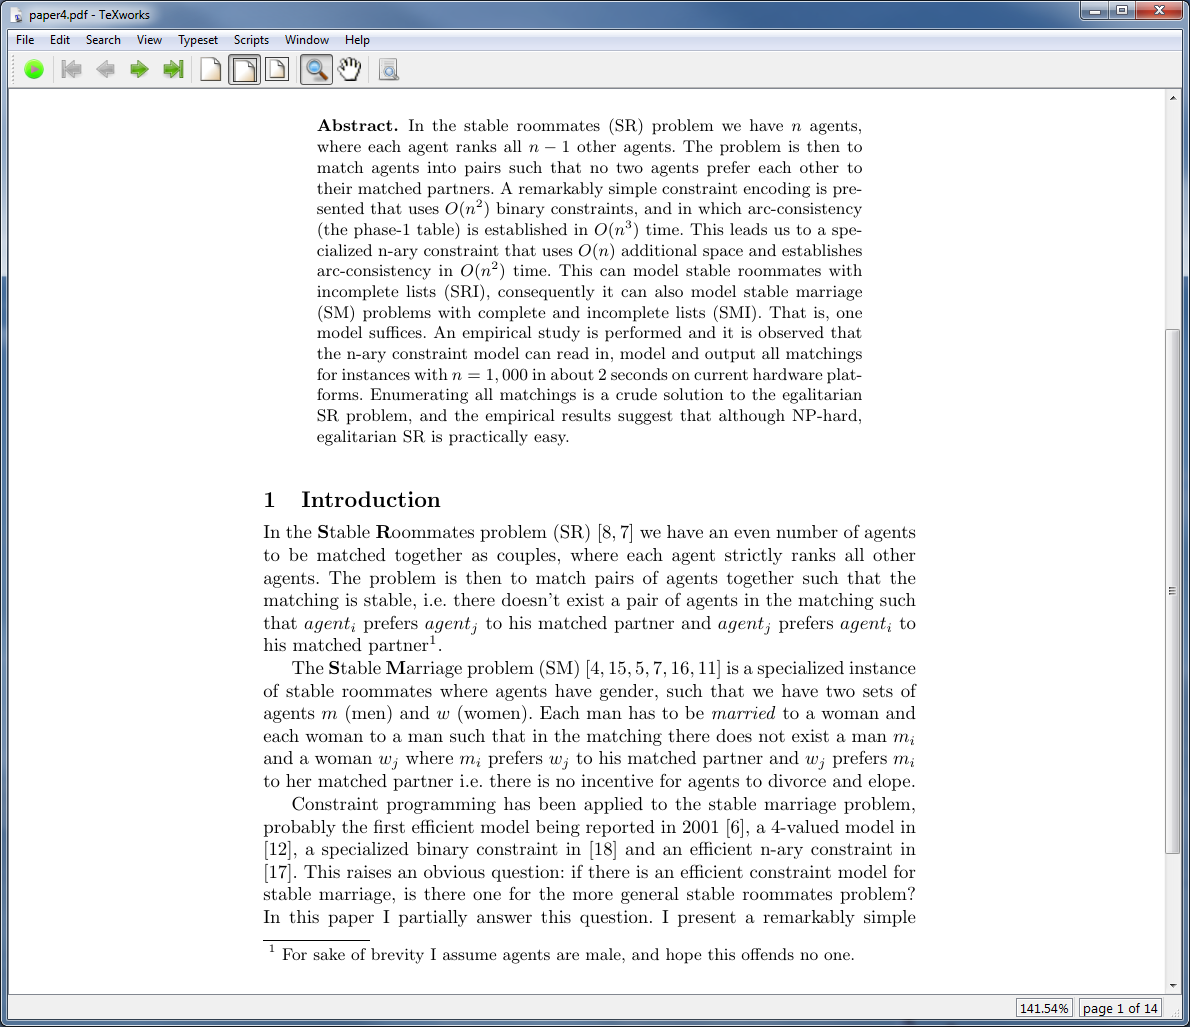 paper4.pdf - TeXworks
File Edit Search View Typeset Scripts Window Help
Abstract. In the stable roommates (SR) problem we have n agents,
where each agent ranks all n − 1 other agents. The problem is then to
match agents into pairs such that no two agents prefer each other to
their matched partners. A remarkably simple constraint encoding is pre-
sented that uses O(n²) binary constraints, and in which arc-consistency
(the phase-1 table) is established in O(n³) time. This leads us to a spe-
cialized n-ary constraint that uses O(n) additional space and establishes
arc-consistency in O(n²) time. This can model stable roommates with
incomplete lists (SRI), consequently it can also model stable marriage
(SM) problems with complete and incomplete lists (SMI). That is, one
model suffices. An empirical study is performed and it is observed that
the n-ary constraint model can read in, model and output all matchings
for instances with n = 1,000 in about 2 seconds on current hardware plat-
forms. Enumerating all matchings is a crude solution to the egalitarian
SR problem, and the empirical results suggest that although NP-hard,
egalitarian SR is practically easy.
1 Introduction
In the Stable Roommates problem (SR) [8, 7] we have an even number of agents
to be matched together as couples, where each agent strictly ranks all other
agents. The problem is then to match pairs of agents together such that the
matching is stable, i.e. there doesn't exist a pair of agents in the matching such
that agentᵢ prefers agentⱼ to his matched partner and agentⱼ prefers agentᵢ to
his matched partner¹.
The Stable Marriage problem (SM) [4, 15, 5, 7, 16, 11] is a specialized instance
of stable roommates where agents have gender, such that we have two sets of
agents m (men) and w (women). Each man has to be married to a woman and
each woman to a man such that in the matching there does not exist a man mᵢ
and a woman wⱼ where mᵢ prefers wⱼ to his matched partner and wⱼ prefers mᵢ
to her matched partner i.e. there is no incentive for agents to divorce and elope.
Constraint programming has been applied to the stable marriage problem,
probably the first efficient model being reported in 2001 [6], a 4-valued model in
[12], a specialized binary constraint in [18] and an efficient n-ary constraint in
[17]. This raises an obvious question: if there is an efficient constraint model for
stable marriage, is there one for the more general stable roommates problem?
In this paper I partially answer this question. I present a remarkably simple
¹ For sake of brevity I assume agents are male, and hope this offends no one.
141.54% page 1 of 14